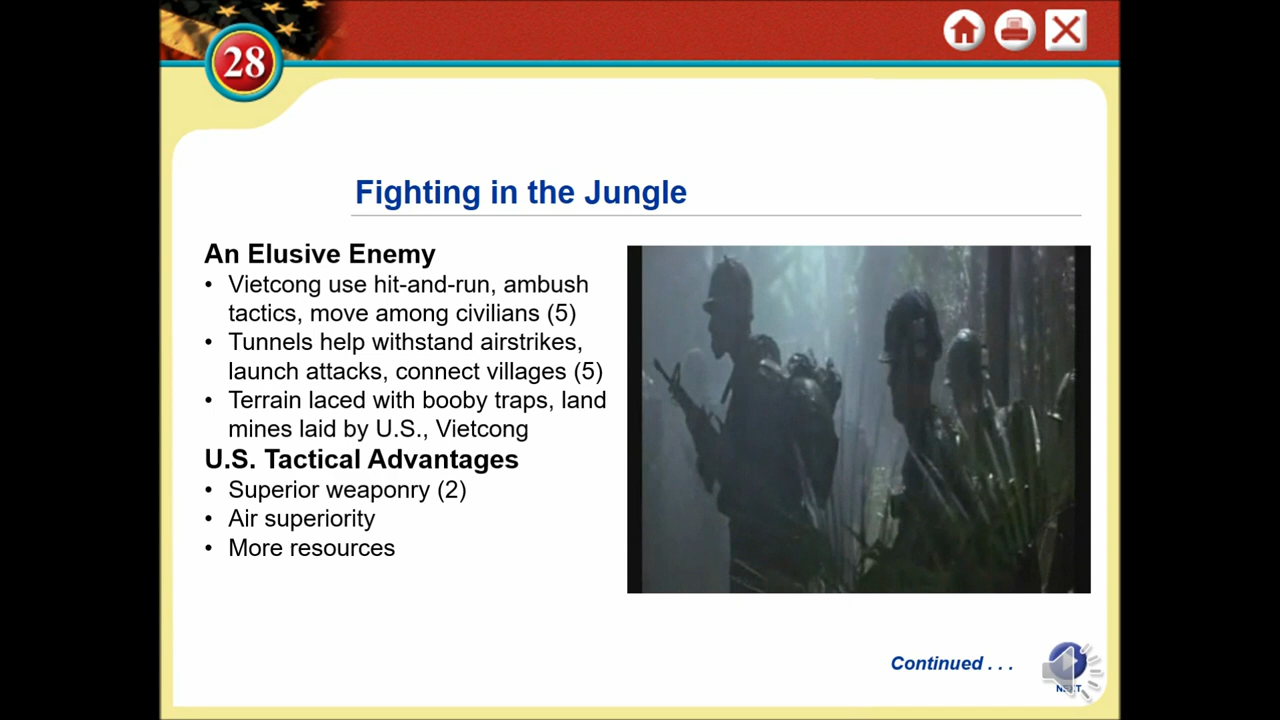 28
Fighting in the Jungle
An Elusive Enemy
• Vietcong use hit-and-run, ambush
tactics, move among civilians (5)
• Tunnels help withstand airstrikes,
launch attacks, connect villages (5)
• Terrain laced with booby traps, land
mines laid by U.S., Vietcong
U.S. Tactical Advantages
• Superior weaponry (2)
• Air superiority
• More resources
Continued . . .